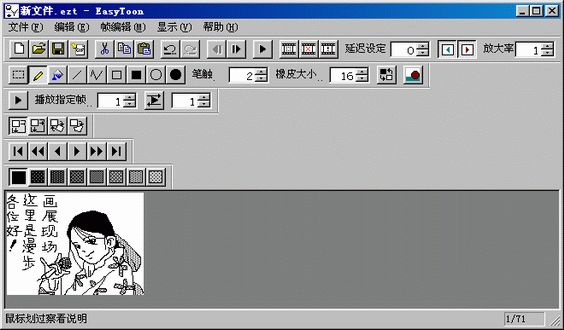 新文件.ezt - EasyToon
文件(F) 编辑(E) 帧编辑(W) 显示(V) 帮助(H)
延迟设定 0 放大率 1
笔触 2 橡皮大小.. 16
播放指定帧.. 1 1
各位好！
这里是漫步
画展现场
鼠标划过察看说明 1/71